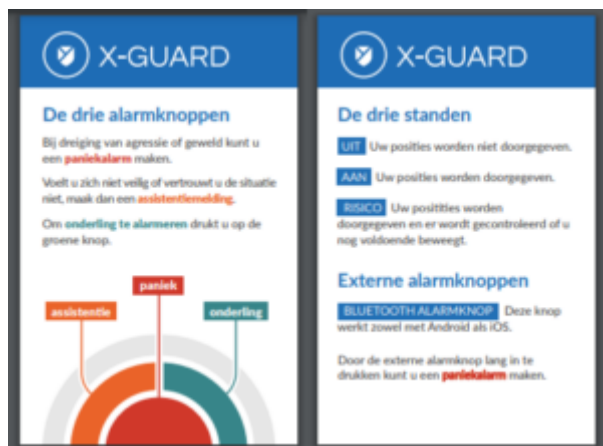 X-GUARD
De drie alarmknoppen
Bij dreiging van agressie of geweld kunt u
een paniekalarm maken.
Voelt u zich niet veilig of vertrouwt u de situatie
niet, maak dan een assistentiemelding.
Om onderling te alarmeren drukt u op de
groene knop.
paniek
assistentie
onderling
X-GUARD
De drie standen
UIT Uw posities worden niet doorgegeven.
AAN Uw posities worden doorgegeven.
RISICO Uw positities worden
doorgegeven en er wordt gecontroleerd of u
nog voldoende beweegt.
Externe alarmknoppen
BLUETOOTH ALARMKNOP Deze knop
werkt zowel met Android als iOS.
Door de externe alarmknop lang in te
drukken kunt u een paniekalarm maken.